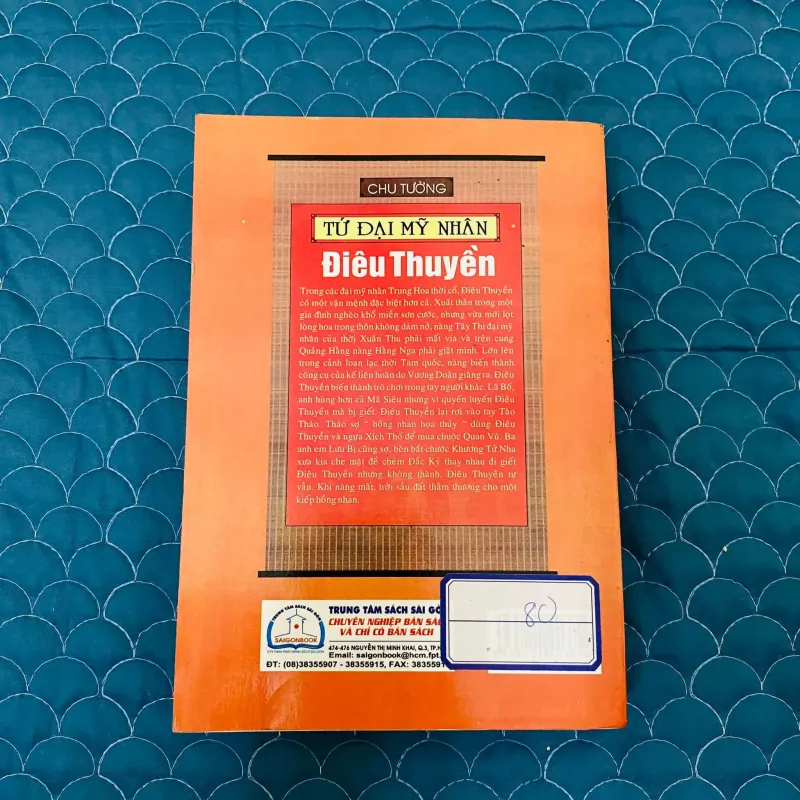 CHU TƯỜNG
TỨ ĐẠI MỸ NHÂN
Điêu Thuyền
Trong các đại mỹ nhân Trung Hoa thời cổ, Điêu Thuyền
có một vận mệnh đặc biệt hơn cả. Xuất thân trong một
gia đình nghèo khổ miền sơn cước, nhưng vừa mới lọt
lòng hoa trong thôn không dám nở, nàng Tây Thi đại mỹ
nhân của thời Xuân Thu phải mất vía và trên cung
Quảng Hằng nàng Hằng Nga phải giật mình. Lớn lên
trong cảnh loạn lạc thời Tam quốc, nàng biến thành
công cụ của kế liên hoàn do Vương Doãn giăng ra. Điêu
Thuyền biến thành trò chơi trong tay người khác. Lã Bố,
anh hùng hơn cả Mã Siêu nhưng vì quyến luyến Điêu
Thuyền mà bị giết. Điêu Thuyền lại rơi vào tay Tào
Tháo. Tháo sợ " hồng nhan họa thủy " dùng Điêu
Thuyền và ngựa Xích Thố để mua chuộc Quan Vũ. Ba
anh em Lưu Bị cũng sợ, bèn bắt chước Khương Tử Nha
xưa kia che mặt để chém Đắc Kỷ thay nhau đi giết
Điêu Thuyền nhưng không thành. Điêu Thuyền tự
vẫn. Khi nàng mất, trời sầu đất thảm thương cho một
kiếp hồng nhan.
TRUNG TÂM SÁCH SÀI GÒN
SAIGONBOOK
TRUNG TÂM SÁCH SÀI GÒ
CHUYÊN NGHIỆP BÁN SÁ
VÀ CHỈ CÓ BÁN SÁCH
474-476 NGUYỄN THỊ MINH KHAI, Q.3, TP.H
Email: saigonbook@hcm.fpt.
ĐT: (08)38355907 - 38355915, FAX: 3835591
80